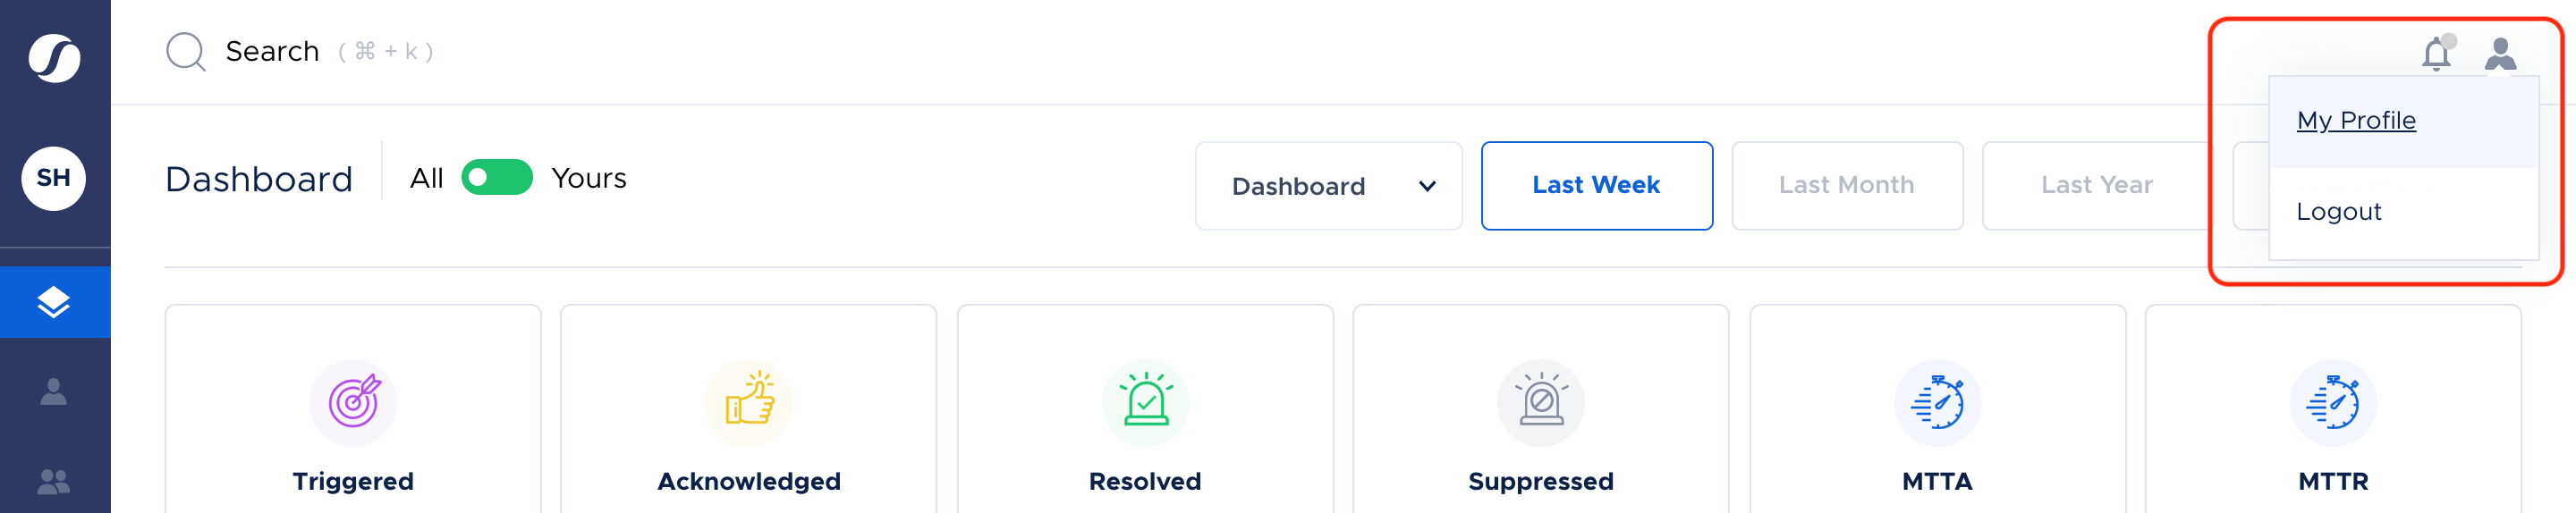 Search ( ⌘ + k )
My Profile
Logout
SH
Dashboard
All Yours
Dashboard
Last Week
Last Month
Last Year
Triggered
Acknowledged
Resolved
Suppressed
MTTA
MTTR